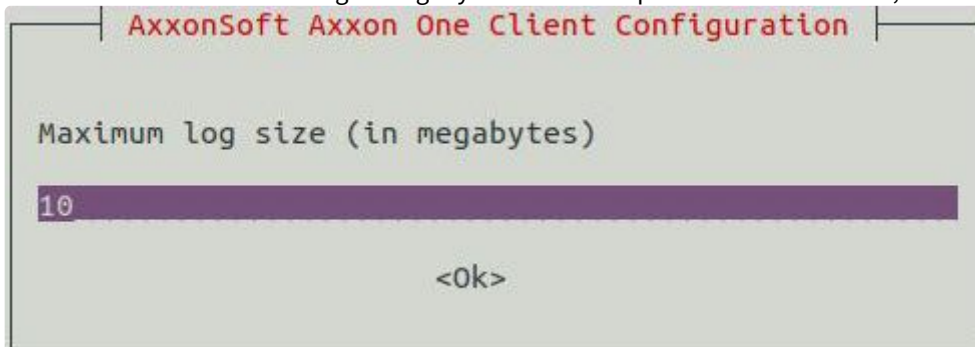 AxxonSoft Axxon One Client Configuration
Maximum log size (in megabytes)
10
<Ok>